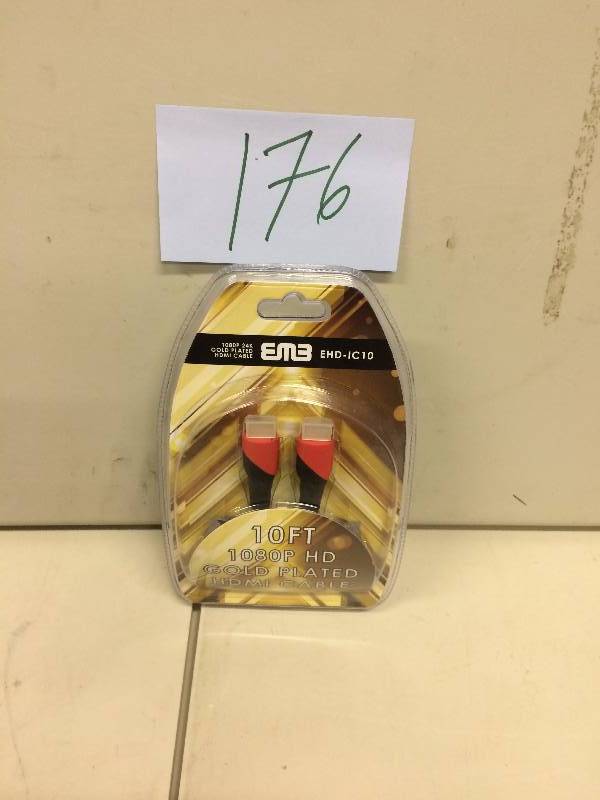 176
1080P 24K
GOLD PLATED
HDMI CABLE
EMB EHD-IC10
10FT
1080P HD
GOLD PLATED
HDMI CABLE